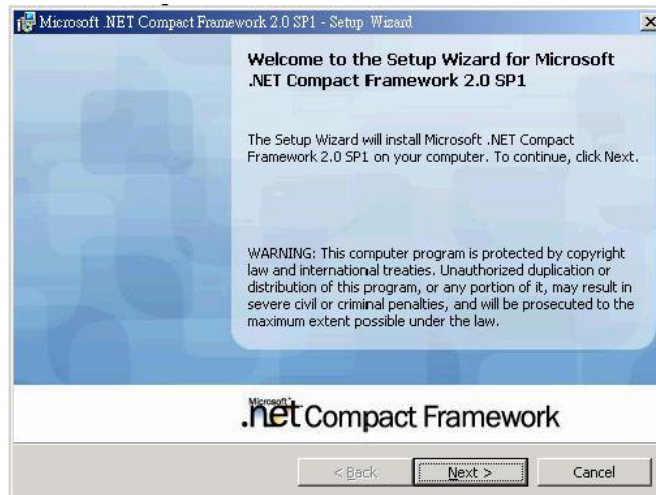 Microsoft .NET Compact Framework 2.0 SP1 - Setup Wizard
Welcome to the Setup Wizard for Microsoft
.NET Compact Framework 2.0 SP1
The Setup Wizard will install Microsoft .NET Compact
Framework 2.0 SP1 on your computer. To continue, click Next.
WARNING: This computer program is protected by copyright
law and international treaties. Unauthorized duplication or
distribution of this program, or any portion of it, may result in
severe civil or criminal penalties, and will be prosecuted to the
maximum extent possible under the law.
Microsoft
.net Compact Framework
< Back Next > Cancel